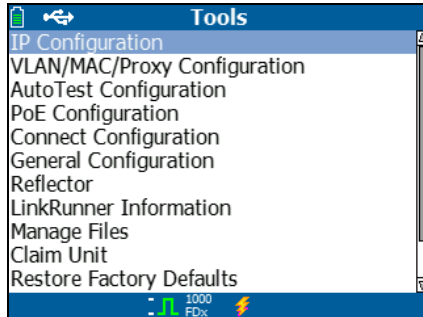 Tools
IP Configuration
VLAN/MAC/Proxy Configuration
AutoTest Configuration
PoE Configuration
Connect Configuration
General Configuration
Reflector
LinkRunner Information
Manage Files
Claim Unit
Restore Factory Defaults
1000
FDx